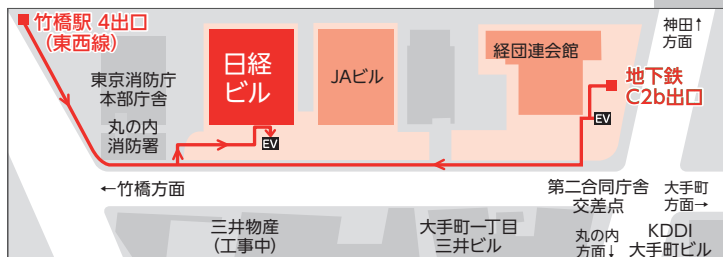 竹橋駅 4出口
(東西線)
神田↑
方面
東京消防庁
本部庁舎
日経
ビル
JAビル
経団連会館
地下鉄
C2b出口
丸の内
消防署
EV
EV
←竹橋方面
第二合同庁舎
交差点
大手町
方面→
三井物産
(工事中)
大手町一丁目
三井ビル
丸の内
方面↓
KDDI
大手町ビル